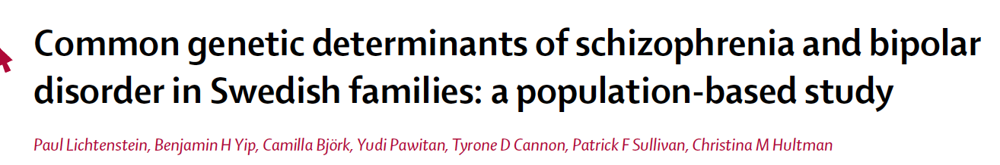 Common genetic determinants of schizophrenia and bipolar
disorder in Swedish families: a population-based study
Paul Lichtenstein, Benjamin H Yip, Camilla Björk, Yudi Pawitan, Tyrone D Cannon, Patrick F Sullivan, Christina M Hultman